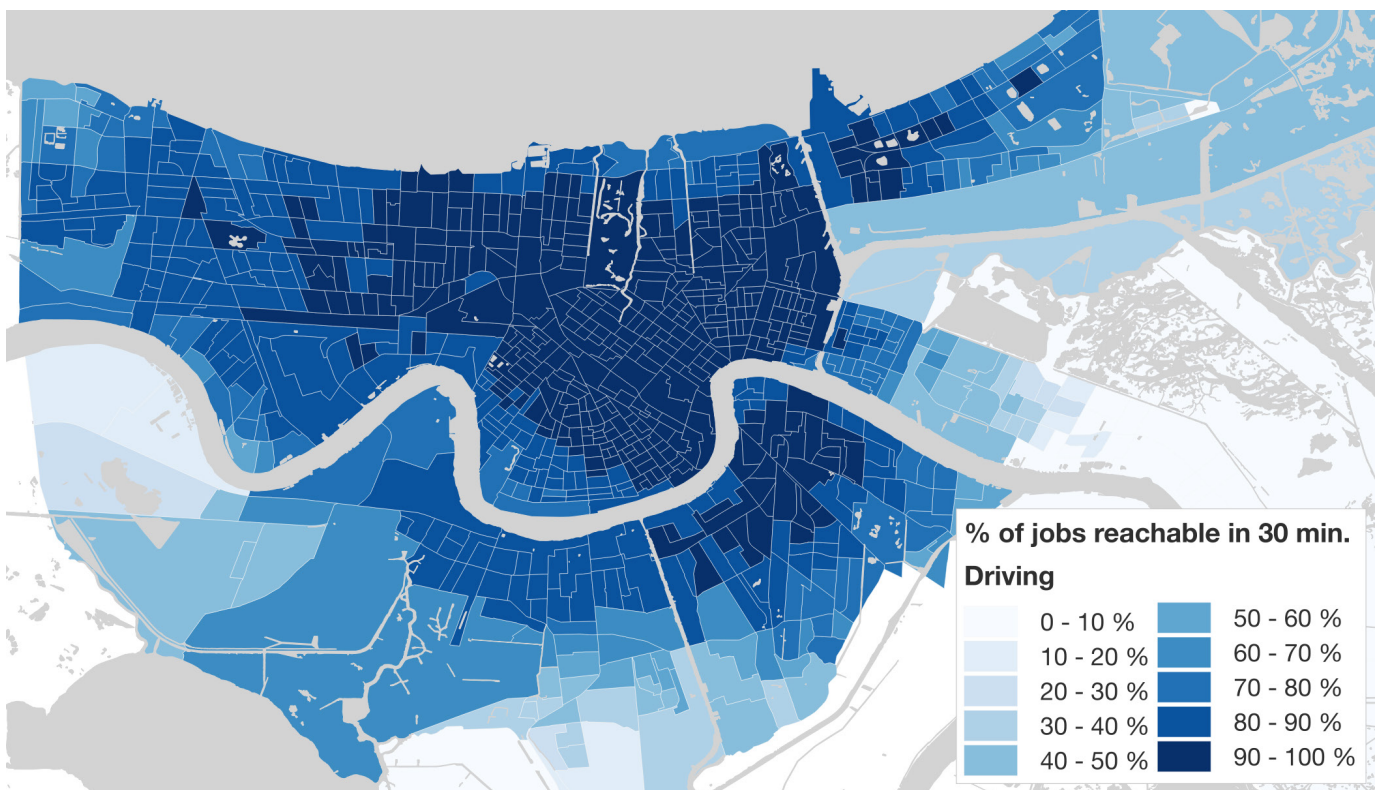 % of jobs reachable in 30 min.
Driving
0 - 10 %
10 - 20 %
20 - 30 %
30 - 40 %
40 - 50 %
50 - 60 %
60 - 70 %
70 - 80 %
80 - 90 %
90 - 100 %